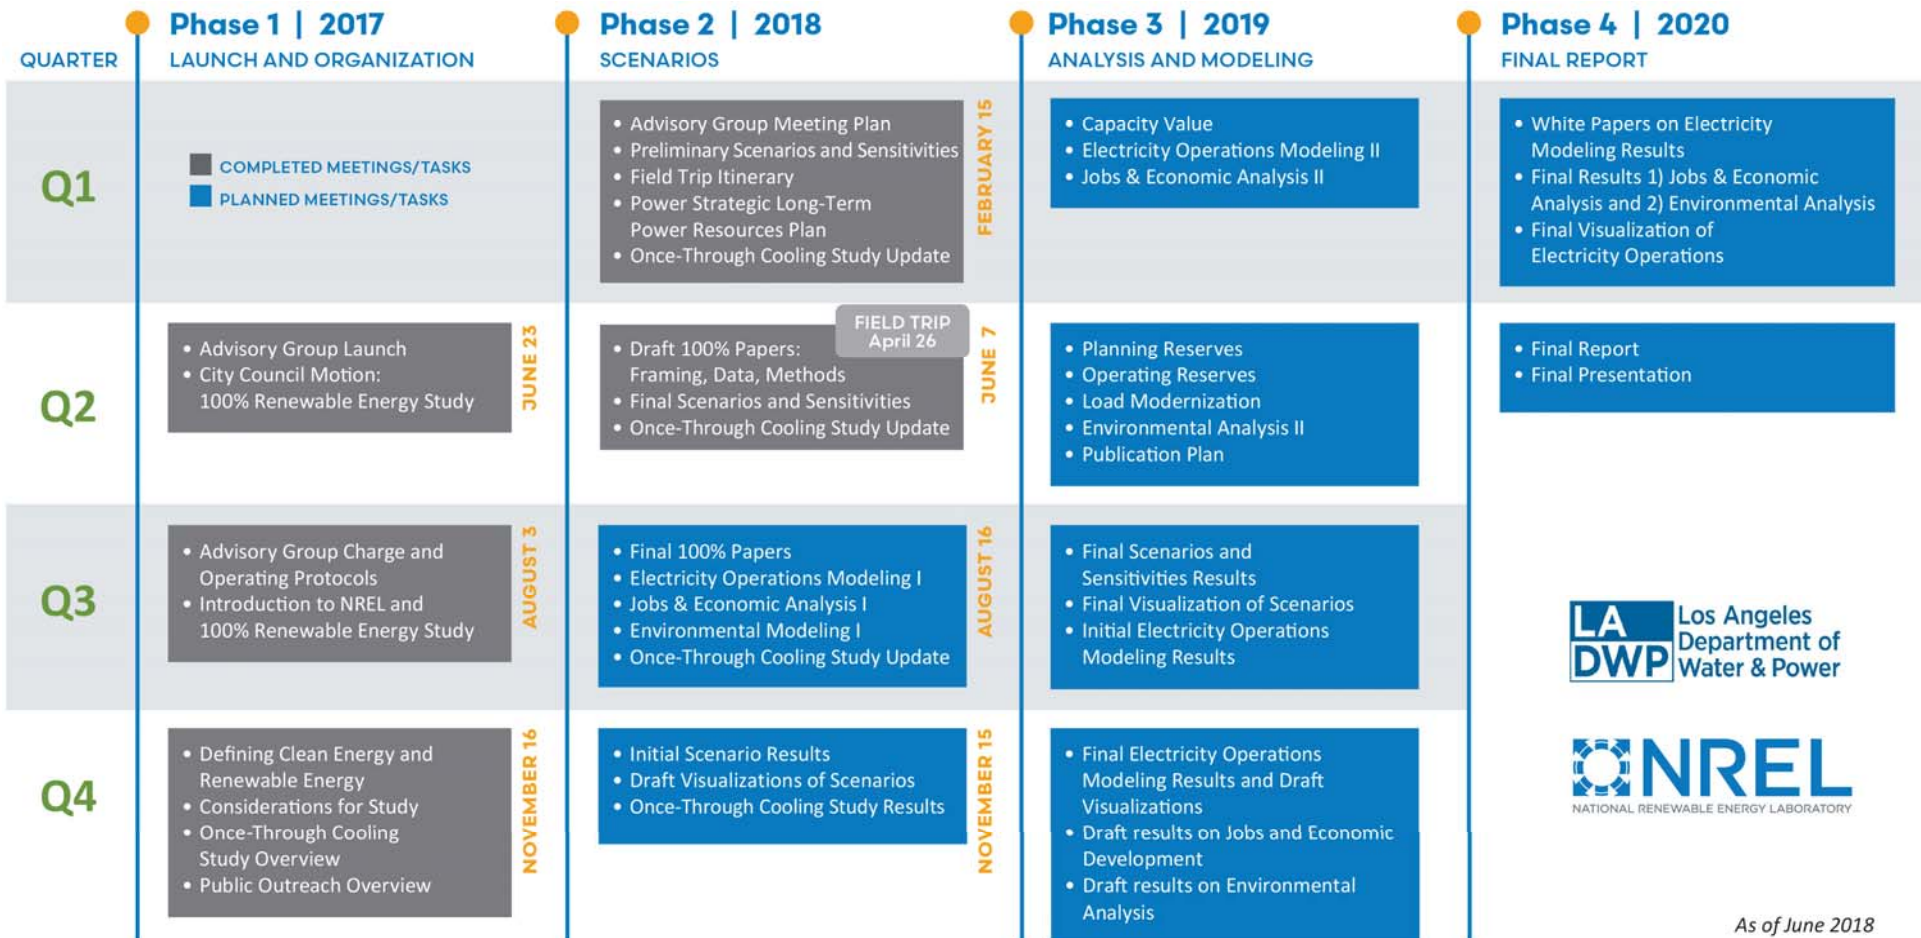 Phase 1 | 2017
Phase 2 | 2018
Phase 3 | 2019
Phase 4 | 2020
QUARTER
LAUNCH AND ORGANIZATION
SCENARIOS
ANALYSIS AND MODELING
FINAL REPORT
Q1
COMPLETED MEETINGS/TASKS
PLANNED MEETINGS/TASKS
• Advisory Group Meeting Plan
• Preliminary Scenarios and Sensitivities
• Field Trip Itinerary
• Power Strategic Long-Term
Power Resources Plan
• Once-Through Cooling Study Update
FEBRUARY 15
• Capacity Value
• Electricity Operations Modeling II
• Jobs & Economic Analysis II
• White Papers on Electricity
Modeling Results
• Final Results 1) Jobs & Economic
Analysis and 2) Environmental Analysis
• Final Visualization of
Electricity Operations
Q2
• Advisory Group Launch
• City Council Motion:
100% Renewable Energy Study
JUNE 23
FIELD TRIP
April 26
• Draft 100% Papers:
Framing, Data, Methods
• Final Scenarios and Sensitivities
• Once-Through Cooling Study Update
JUNE 7
• Planning Reserves
• Operating Reserves
• Load Modernization
• Environmental Analysis II
• Publication Plan
• Final Report
• Final Presentation
Q3
• Advisory Group Charge and
Operating Protocols
• Introduction to NREL and
100% Renewable Energy Study
AUGUST 3
• Final 100% Papers
• Electricity Operations Modeling I
• Jobs & Economic Analysis I
• Environmental Modeling I
• Once-Through Cooling Study Update
AUGUST 16
• Final Scenarios and
Sensitivities Results
• Final Visualization of Scenarios
• Initial Electricity Operations
Modeling Results
LA
DWP
Los Angeles
Department of
Water & Power
Q4
• Defining Clean Energy and
Renewable Energy
• Considerations for Study
• Once-Through Cooling
Study Overview
• Public Outreach Overview
NOVEMBER 16
• Initial Scenario Results
• Draft Visualizations of Scenarios
• Once-Through Cooling Study Results
NOVEMBER 15
• Final Electricity Operations
Modeling Results and Draft
Visualizations
• Draft results on Jobs and Economic
Development
• Draft results on Environmental
Analysis
NREL
NATIONAL RENEWABLE ENERGY LABORATORY
As of June 2018